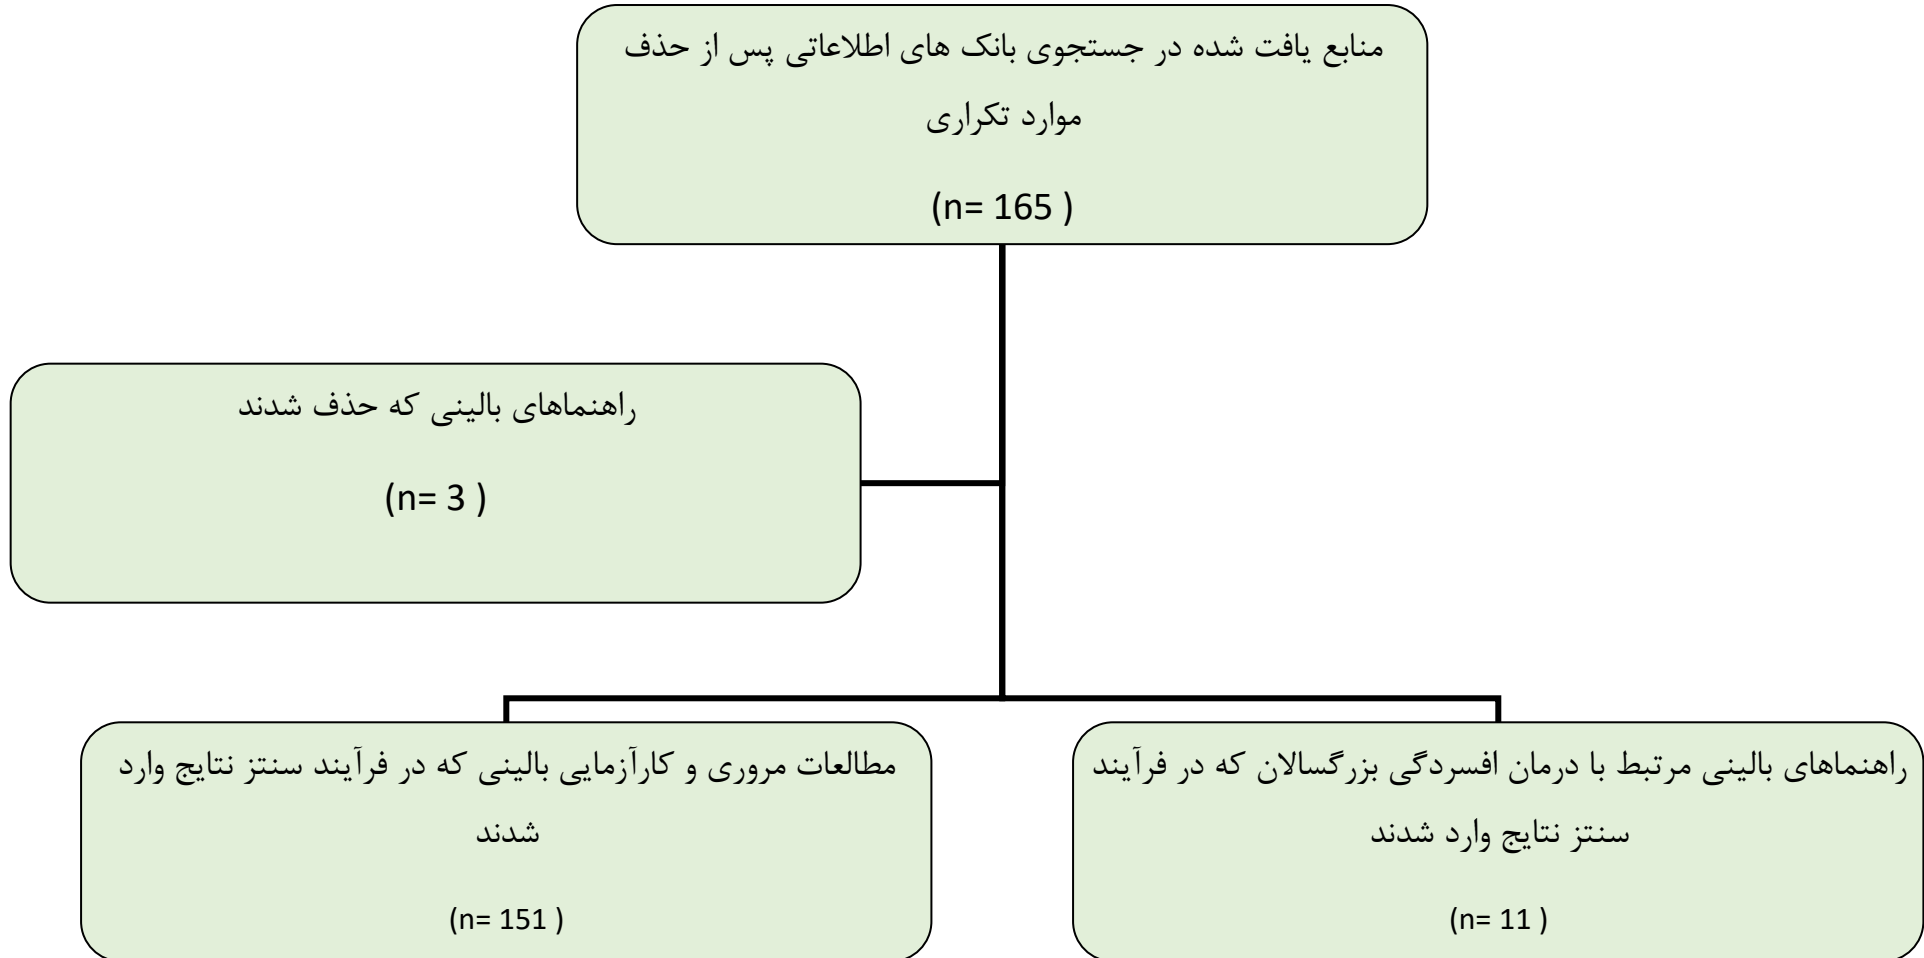 منابع یافت شده در جستجوی بانک های اطلاعاتی پس از حذف
موارد تکراری
(n= 165 )
راهنماهای بالینی که حذف شدند
(n= 3 )
راهنماهای بالینی مرتبط با درمان افسردگی بزرگسالان که در فرآیند
سنتز نتایج وارد شدند
(n= 11 )
مطالعات مروری و کارآزمایی بالینی که در فرآیند سنتز نتایج وارد
شدند
(n= 151 )